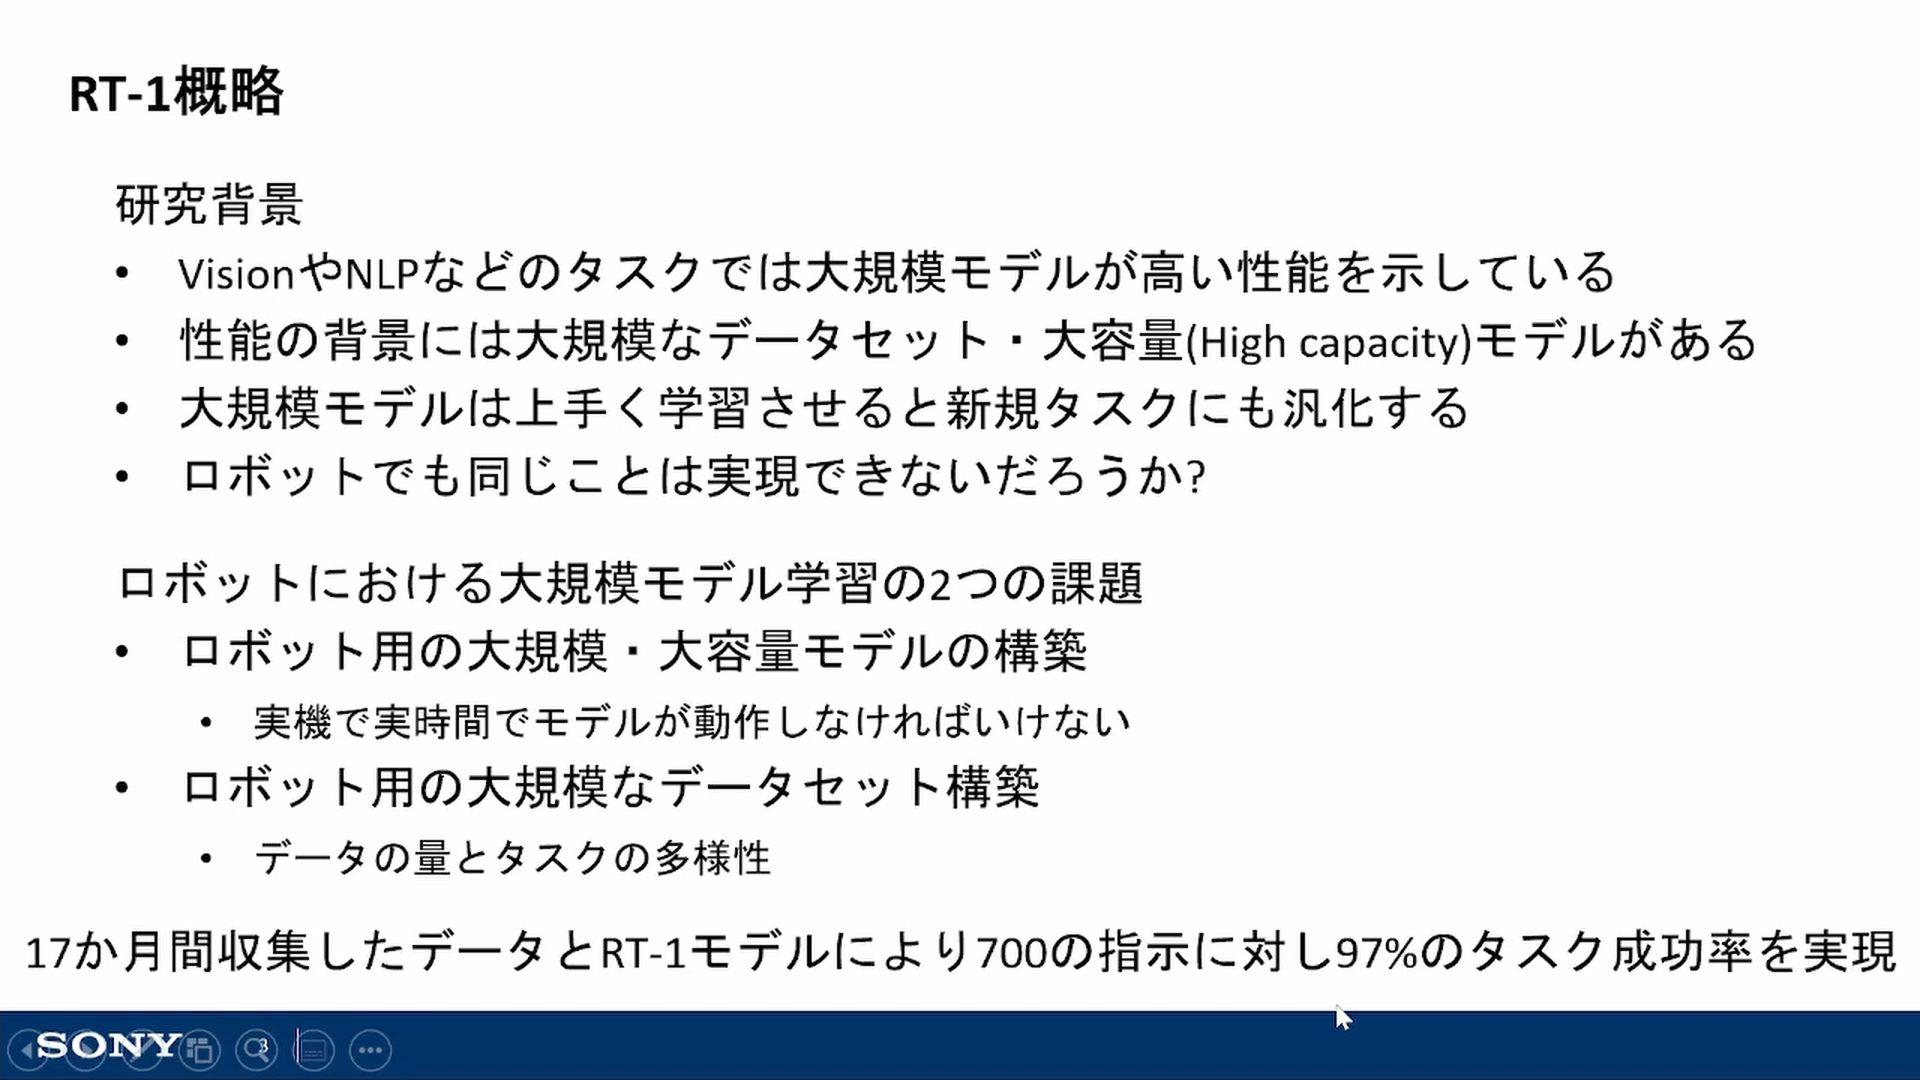 RT-1概略
研究背景
• VisionやNLPなどのタスクでは大規模モデルが高い性能を示している
• 性能の背景には大規模なデータセット・大容量(High capacity)モデルがある
• 大規模モデルは上手く学習させると新規タスクにも汎化する
• ロボットでも同じことは実現できないだろうか?
ロボットにおける大規模モデル学習の2つの課題
• ロボット用の大規模・大容量モデルの構築
• 実機で実時間でモデルが動作しなければいけない
• ロボット用の大規模なデータセット構築
• データの量とタスクの多様性
17か月間収集したデータとRT-1モデルにより700の指示に対し97%のタスク成功率を実現
SONY 3